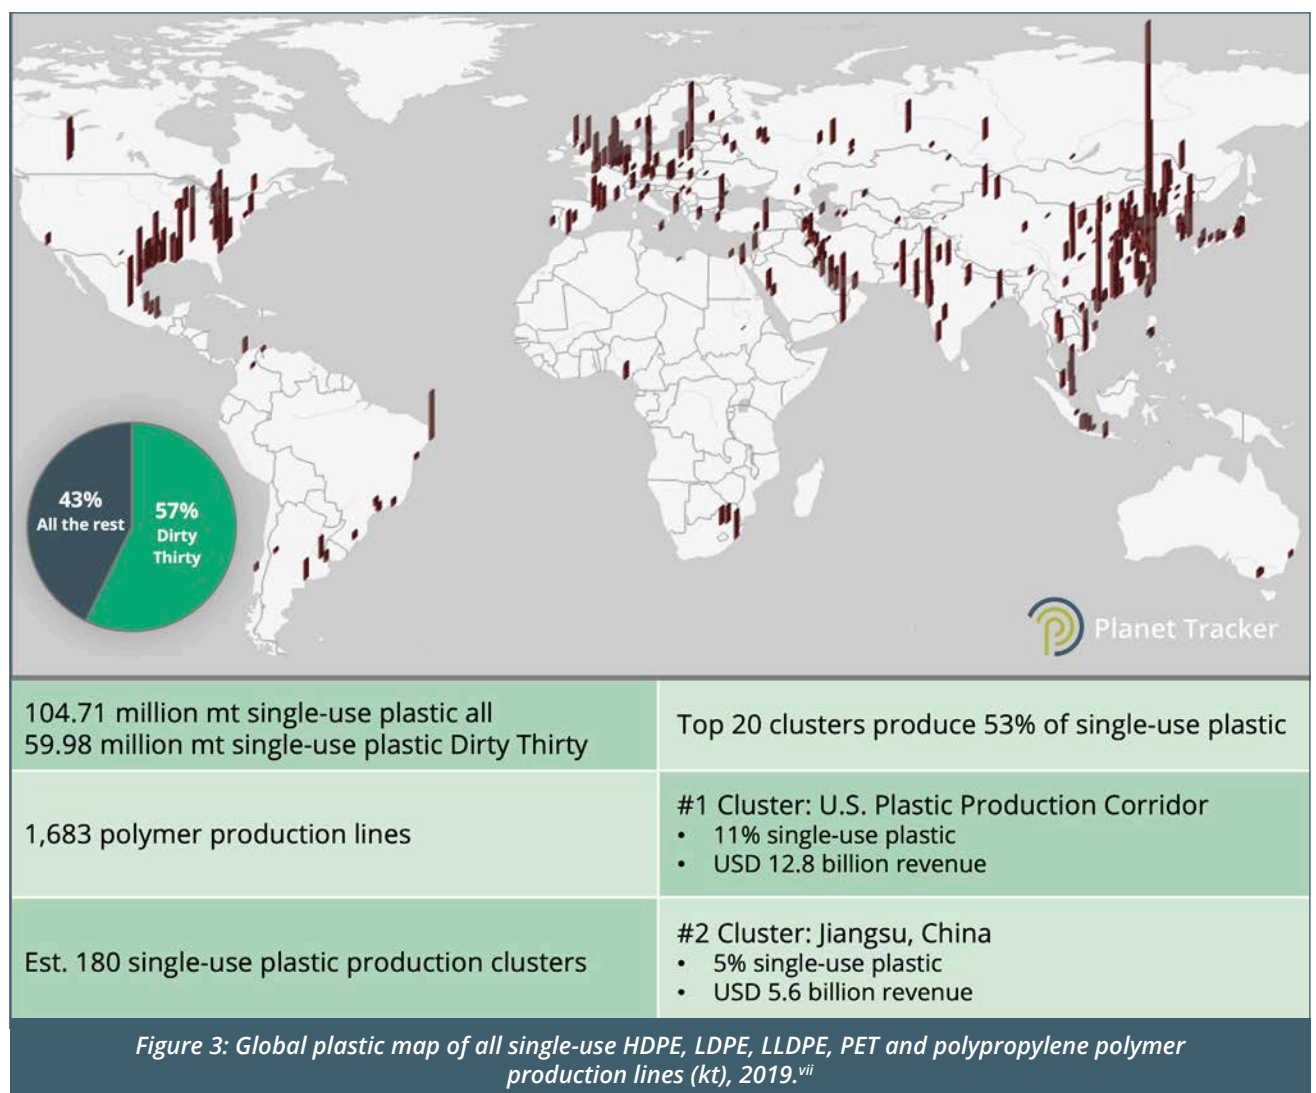 43%
All the rest
57%
Dirty
Thirty
Planet Tracker
104.71 million mt single-use plastic all
59.98 million mt single-use plastic Dirty Thirty
Top 20 clusters produce 53% of single-use plastic
1,683 polymer production lines
#1 Cluster: U.S. Plastic Production Corridor
• 11% single-use plastic
• USD 12.8 billion revenue
Est. 180 single-use plastic production clusters
#2 Cluster: Jiangsu, China
• 5% single-use plastic
• USD 5.6 billion revenue
Figure 3: Global plastic map of all single-use HDPE, LDPE, LLDPE, PET and polypropylene polymer
production lines (kt), 2019.vii